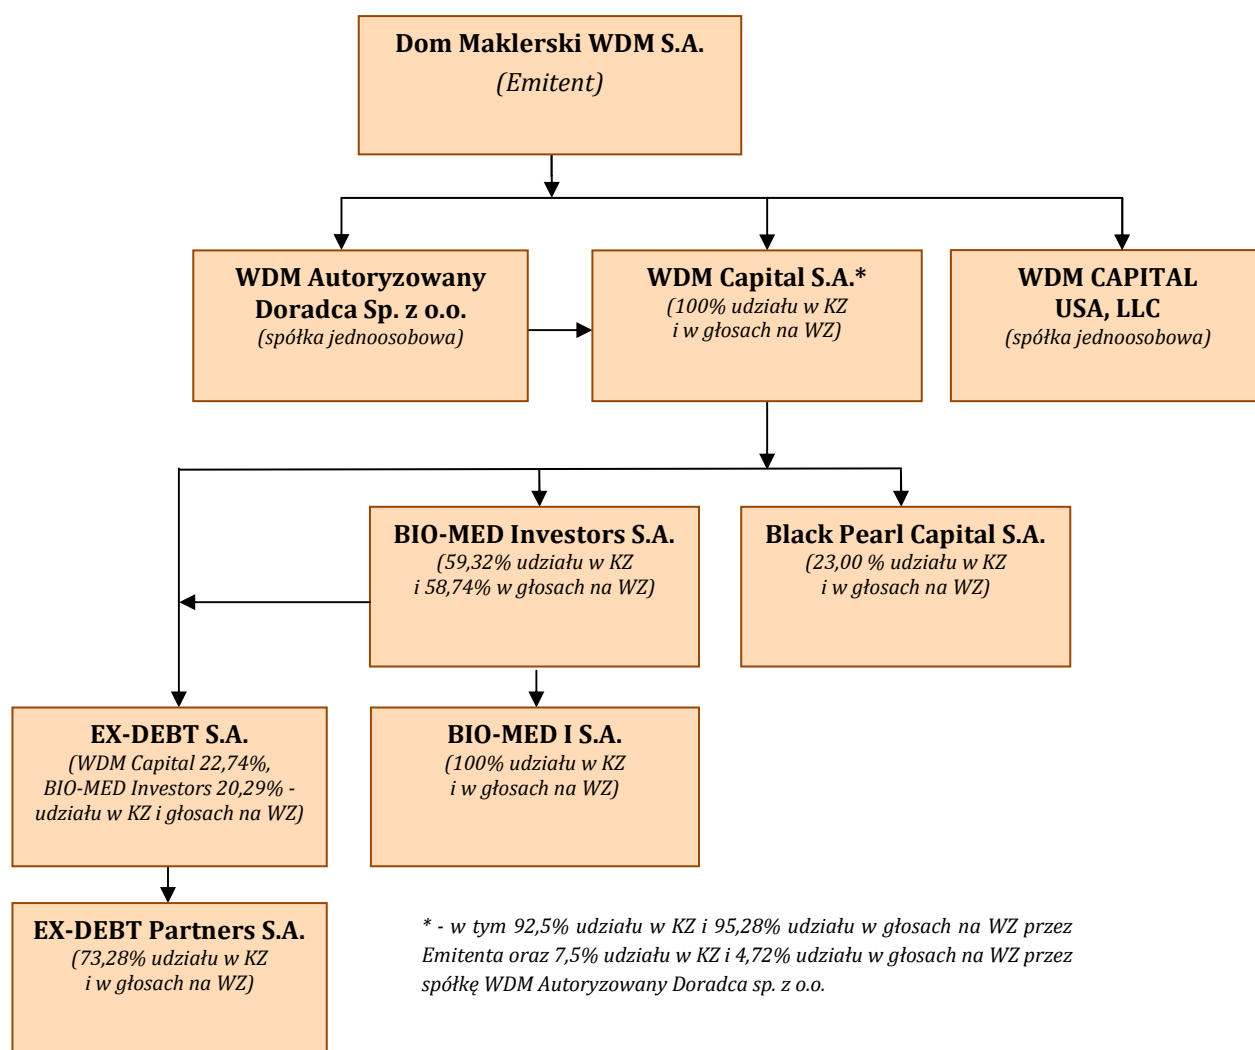 Dom Maklerski WDM S.A.
(Emitent)
WDM Autoryzowany
Doradca Sp. z o.o.
(spółka jednoosobowa)
WDM Capital S.A.*
(100% udziału w KZ
i w głosach na WZ)
WDM CAPITAL
USA, LLC
(spółka jednoosobowa)
BIO-MED Investors S.A.
(59,32% udziału w KZ
i 58,74% w głosach na WZ)
Black Pearl Capital S.A.
(23,00 % udziału w KZ
i w głosach na WZ)
EX-DEBT S.A.
(WDM Capital 22,74%,
BIO-MED Investors 20,29% -
udziału w KZ i głosach na WZ)
BIO-MED I S.A.
(100% udziału w KZ
i w głosach na WZ)
EX-DEBT Partners S.A.
(73,28% udziału w KZ
i w głosach na WZ)
* - w tym 92,5% udziału w KZ i 95,28% udziału w głosach na WZ przez
Emitenta oraz 7,5% udziału w KZ i 4,72% udziału w głosach na WZ przez
spółkę WDM Autoryzowany Doradca sp. z o.o.